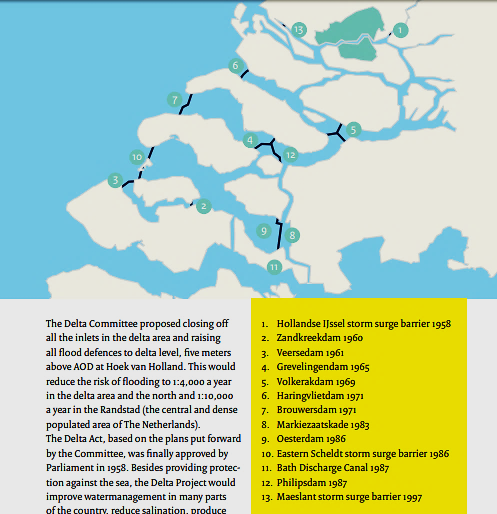 13
1
6
7
5
4
12
10
3
2
9
8
11
The Delta Committee proposed closing off
all the inlets in the delta area and raising
all flood defences to delta level, five meters
above AOD at Hoek van Holland. This would
reduce the risk of flooding to 1:4,000 a year
in the delta area and the north and 1:10,000
a year in the Randstad (the central and dense
populated area of The Netherlands).
The Delta Act, based on the plans put forward
by the Committee, was finally approved by
Parliament in 1958. Besides providing protec-
tion against the sea, the Delta Project would
improve watermanagement in many parts
of the country, reduce salination, produce
1. Hollandse IJssel storm surge barrier 1958
2. Zandkreekdam 1960
3. Veersedam 1961
4. Grevelingendam 1965
5. Volkerakdam 1969
6. Haringvlietdam 1971
7. Brouwersdam 1971
8. Markiezaatskade 1983
9. Oesterdam 1986
10. Eastern Scheldt storm surge barrier 1986
11. Bath Discharge Canal 1987
12. Philipsdam 1987
13. Maeslant storm surge barrier 1997